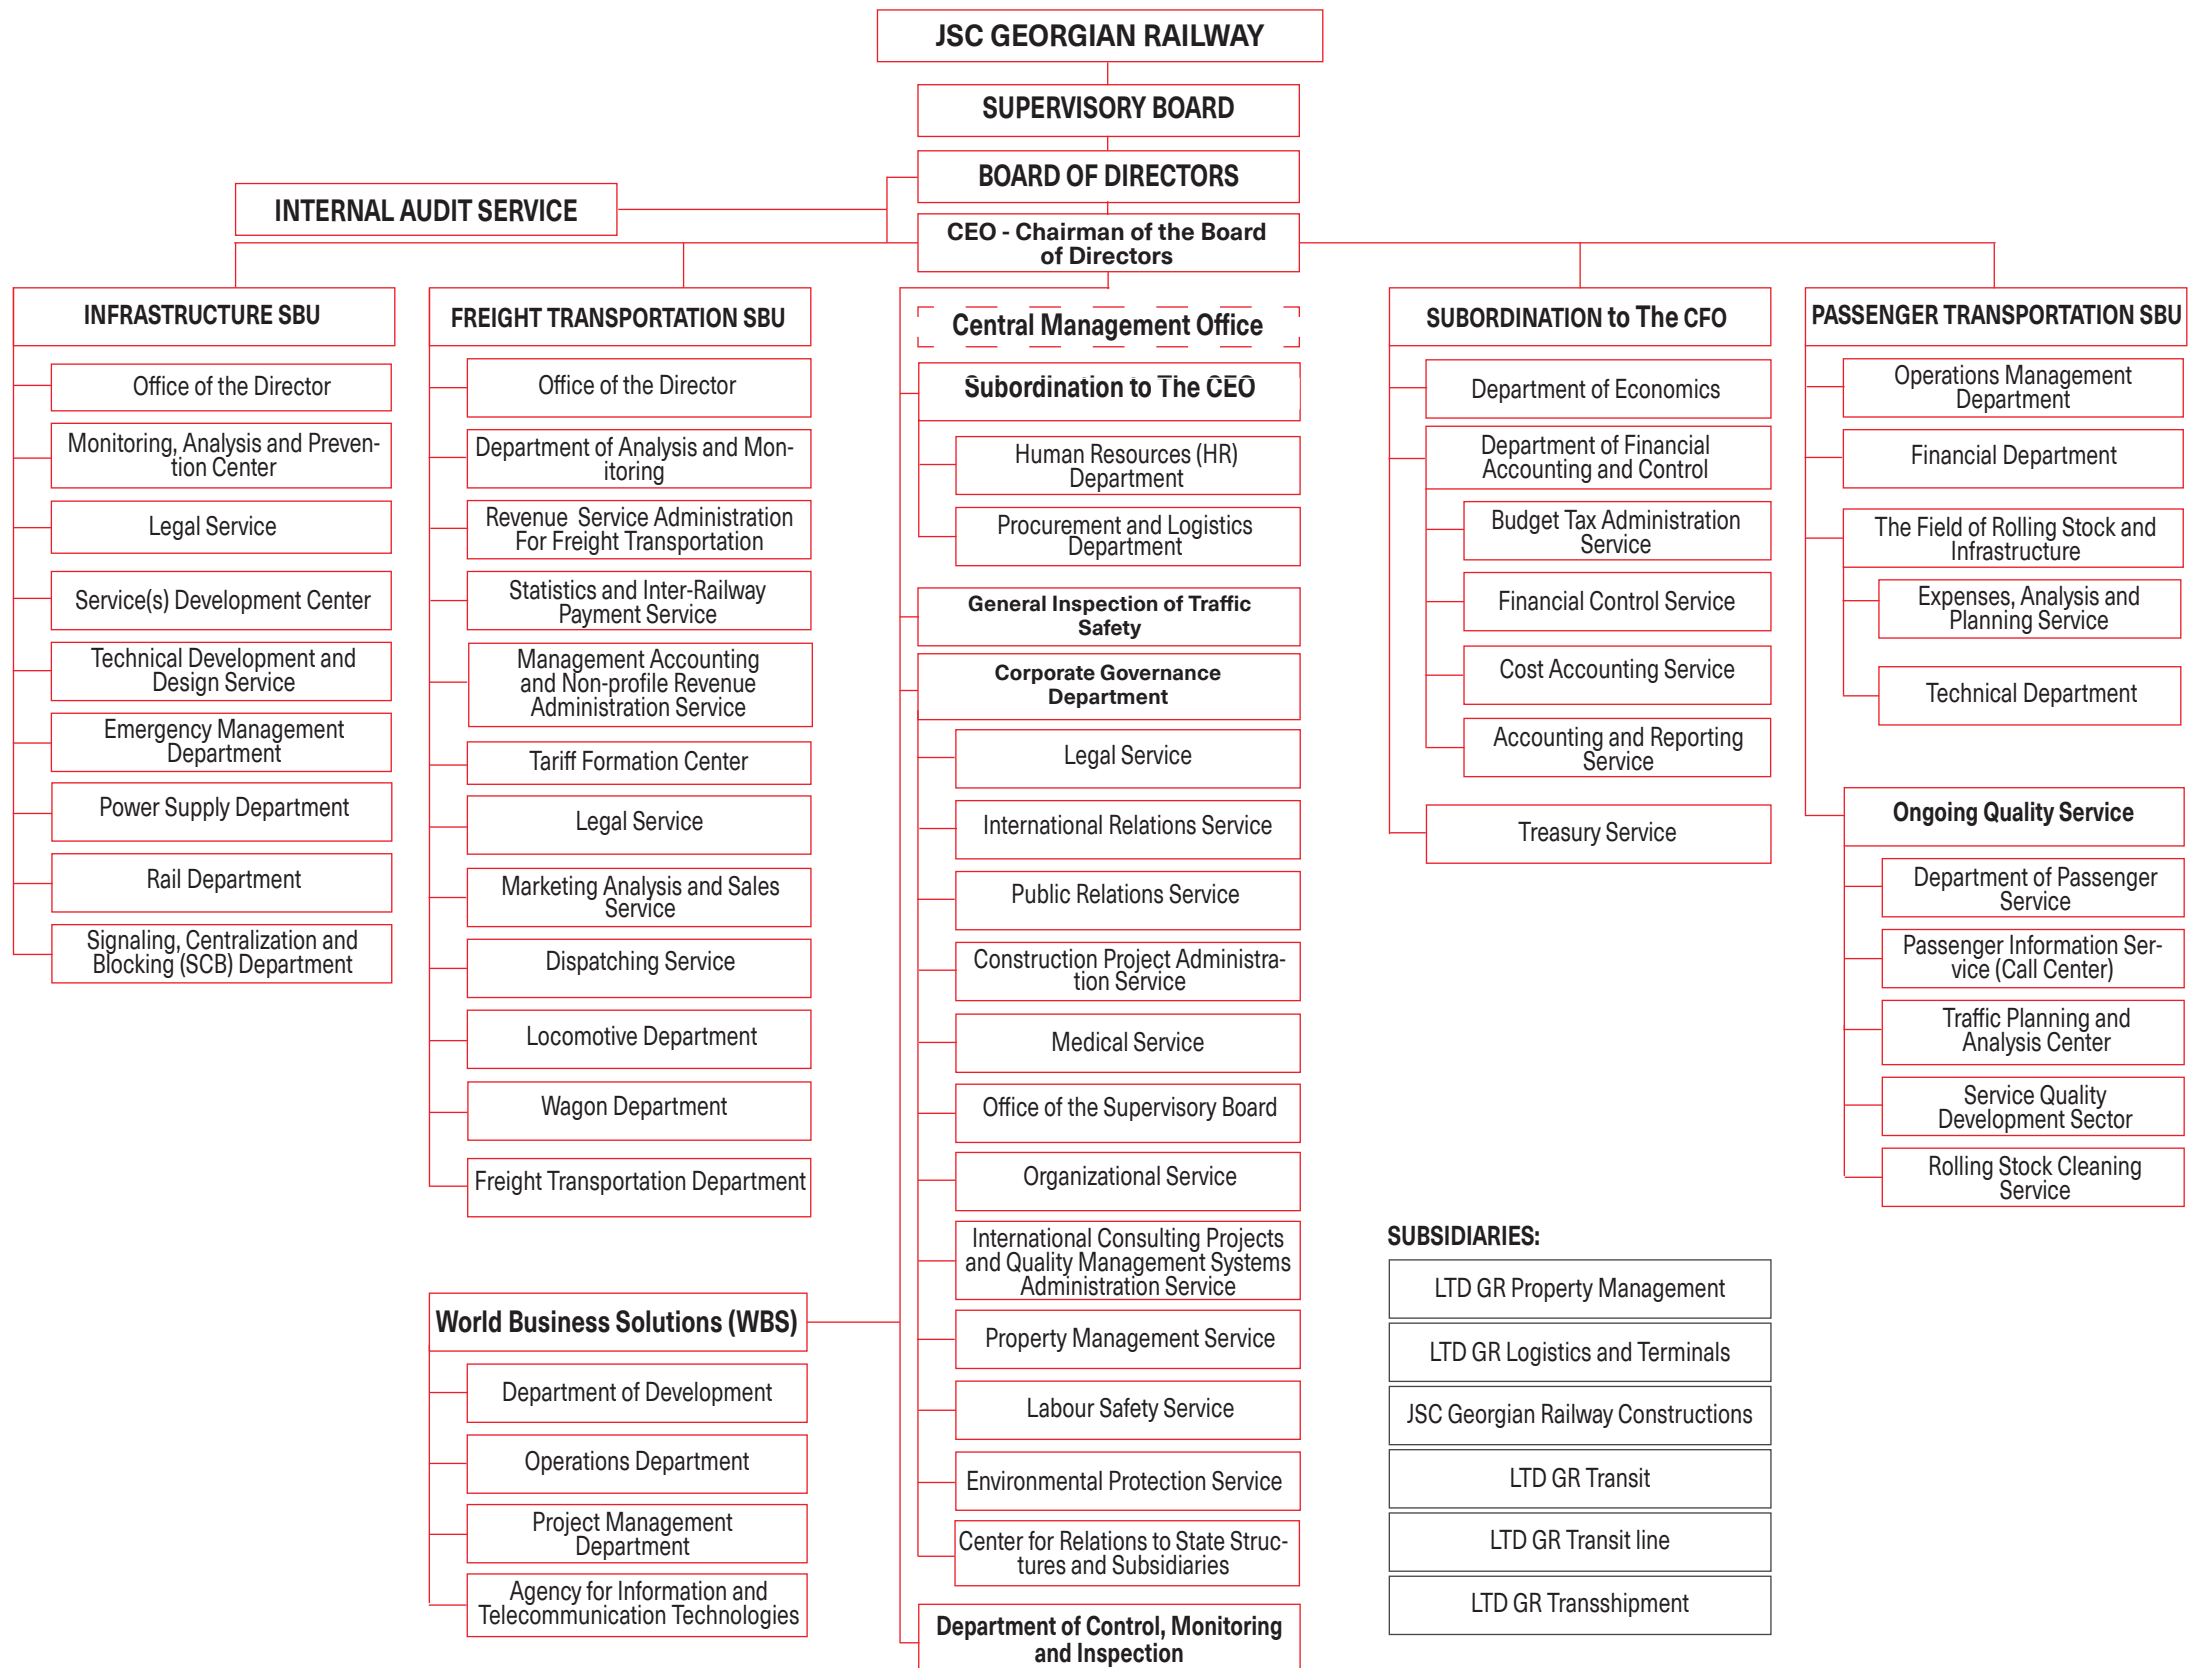 JSC GEORGIAN RAILWAY
SUPERVISORY BOARD
BOARD OF DIRECTORS
INTERNAL AUDIT SERVICE
CEO - Chairman of the Board
of Directors
INFRASTRUCTURE SBU
Office of the Director
Monitoring, Analysis and Preven-
tion Center
Legal Service
Service(s) Development Center
Technical Development and
Design Service
Emergency Management
Department
Power Supply Department
Rail Department
Signaling, Centralization and
Blocking (SCB) Department
FREIGHT TRANSPORTATION SBU
Office of the Director
Department of Analysis and Mon-
itoring
Revenue  Service Administration
For Freight Transportation
Statistics and Inter-Railway
Payment Service
Management Accounting
and Non-profile Revenue
Administration Service
Tariff Formation Center
Legal Service
Marketing Analysis and Sales
Service
Dispatching Service
Locomotive Department
Wagon Department
Freight Transportation Department
World Business Solutions (WBS)
Department of Development
Operations Department
Project Management
Department
Agency for Information and
Telecommunication Technologies
Central Management Office
Subordination to The CEO
Human Resources (HR)
Department
Procurement and Logistics
Department
General Inspection of Traffic
Safety
Corporate Governance
Department
Legal Service
International Relations Service
Public Relations Service
Construction Project Administra-
tion Service
Medical Service
Office of the Supervisory Board
Organizational Service
International Consulting Projects
and Quality Management Systems
Administration Service
Property Management Service
Labour Safety Service
Environmental Protection Service
Center for Relations to State Struc-
tures and Subsidiaries
Department of Control, Monitoring
and Inspection
SUBORDINATION to The CFO
Department of Economics
Department of Financial
Accounting and Control
Budget Tax Administration
Service
Financial Control Service
Cost Accounting Service
Accounting and Reporting
Service
Treasury Service
PASSENGER TRANSPORTATION SBU
Operations Management
Department
Financial Department
The Field of Rolling Stock and
Infrastructure
Expenses, Analysis and
Planning Service
Technical Department
Ongoing Quality Service
Department of Passenger
Service
Passenger Information Ser-
vice (Call Center)
Traffic Planning and
Analysis Center
Service Quality
Development Sector
Rolling Stock Cleaning
Service
SUBSIDIARIES:
LTD GR Property Management
LTD GR Logistics and Terminals
JSC Georgian Railway Constructions
LTD GR Transit
LTD GR Transit line
LTD GR Transshipment